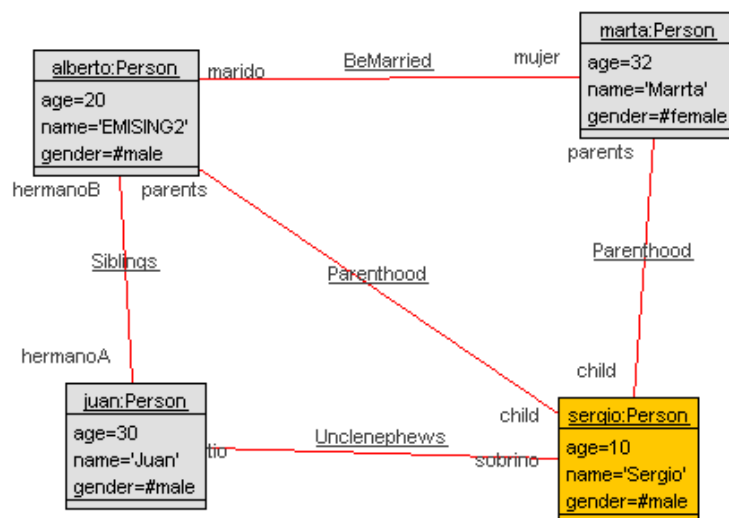 marta:Person
age=32
name='Marrta'
gender=#female
parents
BeMarried
mujer
marido
alberto:Person
age=20
name='EMISING2'
gender=#male
hermanoB
parents
Siblings
Parenthood
Parenthood
hermanoA
child
juan:Person
age=30
name='Juan'
gender=#male
tio
Unclenephews
child
sobrino
sergio:Person
age=10
name='Sergio'
gender=#male